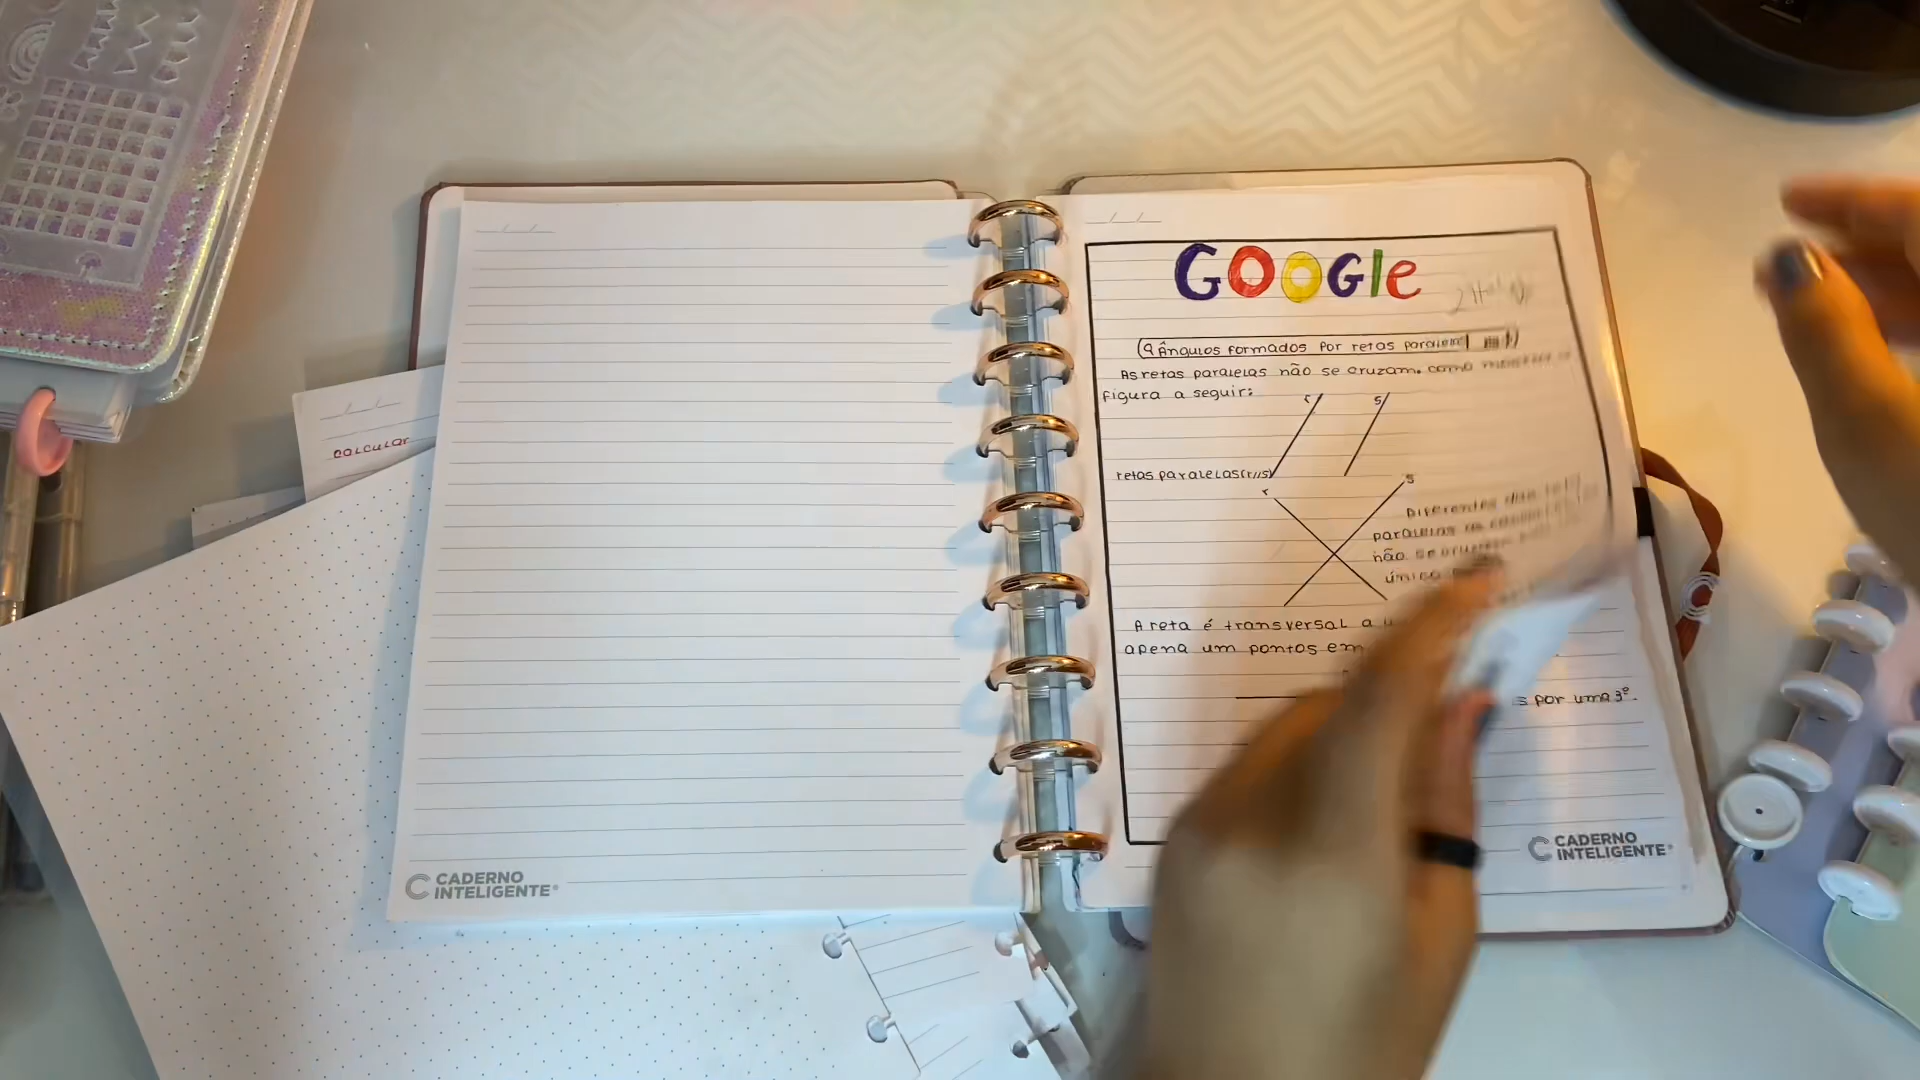 calcular
CADERNO
INTELIGENTE
GOOGle
Ângulos formados por retas
As retas paralelas não se cruzam, como
figura a seguir:
r s
retas paralelas (r//s)
r s
Diferentes
paralelas
não se cruzam
único
A reta é transversal a
apena um pontos em
s por uma 3ª.
CADERNO
INTELIGENTE